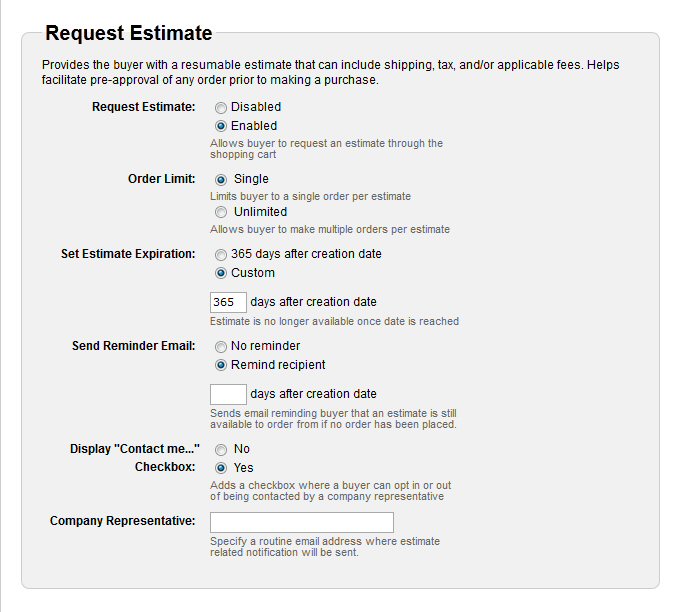 Request Estimate
Provides the buyer with a resumable estimate that can include shipping, tax, and/or applicable fees. Helps
facilitate pre-approval of any order prior to making a purchase.
Request Estimate: Disabled
Enabled
Allows buyer to request an estimate through the
shopping cart
Order Limit: Single
Limits buyer to a single order per estimate
Unlimited
Allows buyer to make multiple orders per estimate
Set Estimate Expiration: 365 days after creation date
Custom
365 days after creation date
Estimate is no longer available once date is reached
Send Reminder Email: No reminder
Remind recipient
days after creation date
Sends email reminding buyer that an estimate is still
available to order from if no order has been placed.
Display "Contact me..." No
Checkbox: Yes
Adds a checkbox where a buyer can opt in or out
of being contacted by a company representative
Company Representative:
Specify a routine email address where estimate
related notification will be sent.